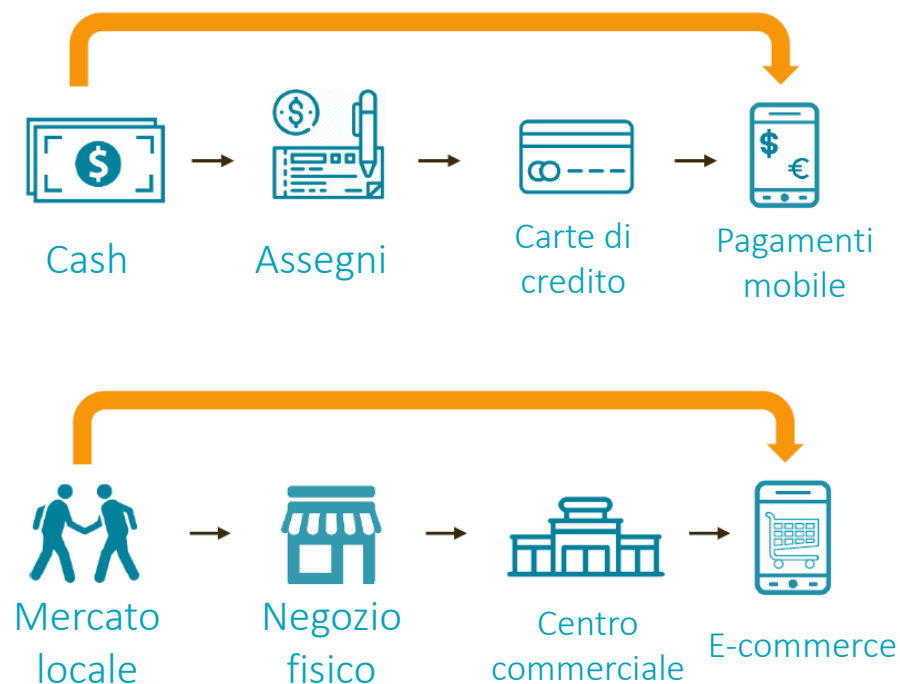 $
$
$
€
Cash
Assegni
Carte di
credito
Pagamenti
mobile
Mercato
locale
Negozio
fisico
Centro
commerciale
E-commerce